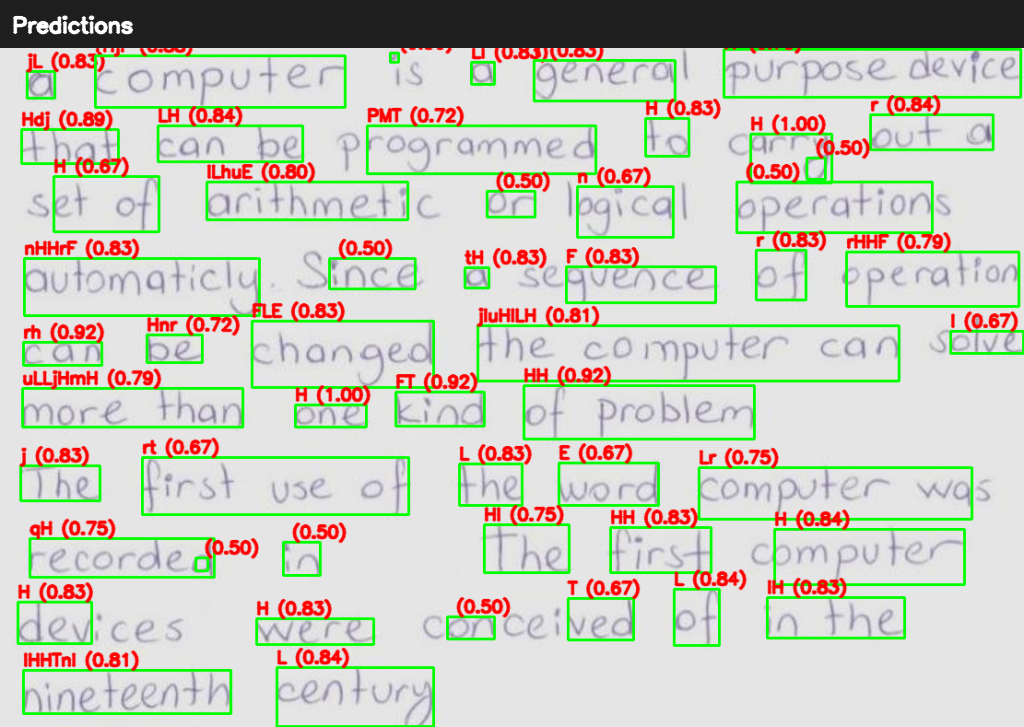 Predictions
jL (0.83) LI (0.83) (0.83)
a computer is a general purpose device
Hdj (0.89) LH (0.84) PMT (0.72) H (0.83) H (1.00) r (0.84)
that can be programmed to carry out a
H (0.67) ILhuE (0.80) (0.50) n (0.67) (0.50) (0.50)
set of arithmetic or logical operations
nHHrF (0.83) (0.50) tH (0.83) F (0.83) r (0.83) rHHF (0.79)
automaticly. Since a sequence of operation
rh (0.92) Hnr (0.72) FLE (0.83) jluHILH (0.81) I (0.67)
can be changed the computer can solve
uLLjHmH (0.79) H (1.00) FT (0.92) HH (0.92)
more than one kind of problem
j (0.83) rt (0.67) L (0.83) E (0.67) Lr (0.75)
The first use of the word computer was
qH (0.75) (0.50) (0.50) HI (0.75) HH (0.83) H (0.84)
recorded in The first computer
H (0.83) H (0.83) (0.50) T (0.67) L (0.84) IH (0.83)
devices were conceived of in the
IHHTnI (0.81) L (0.84)
nineteenth century